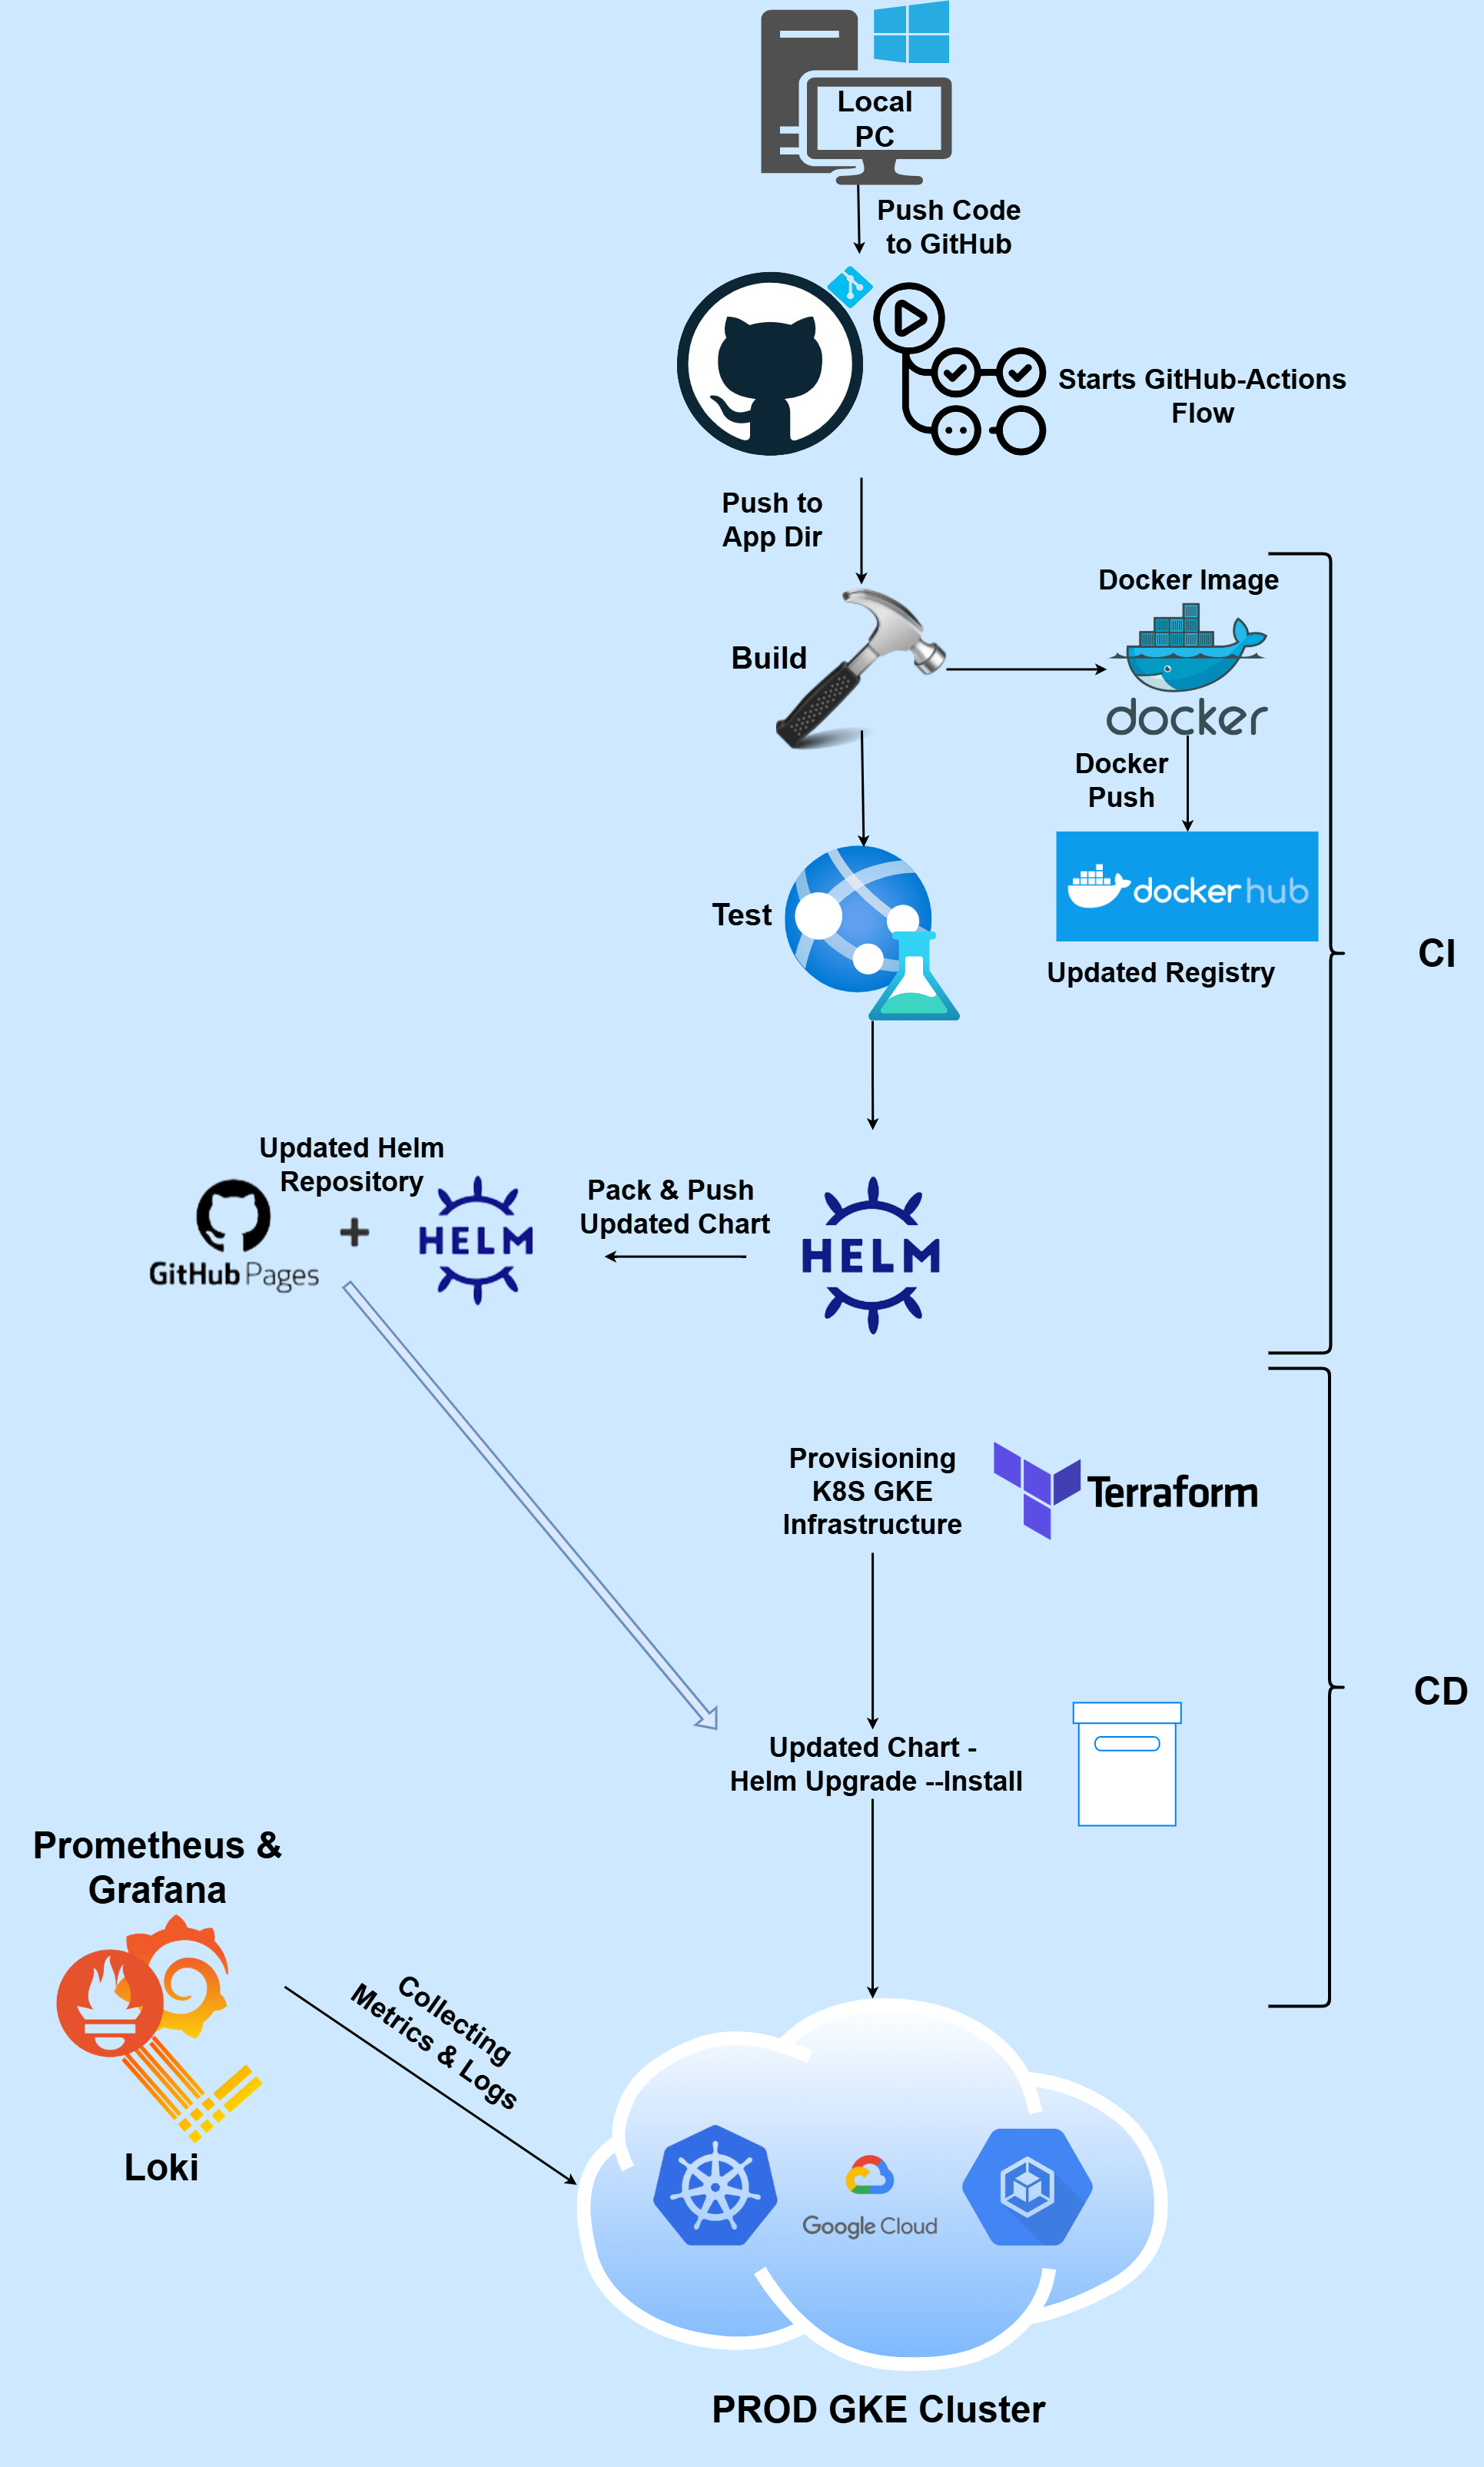 Local
PC
Push Code
to GitHub
Starts GitHub-Actions
Flow
Push to
App Dir
Docker Image
Build
docker
Docker
Push
dockerhub
Test
Updated Registry
CI
Updated Helm
Repository
Pack & Push
Updated Chart
HELM
HELM
GitHub Pages
Provisioning
K8S GKE
Infrastructure
Terraform
CD
Updated Chart -
Helm Upgrade --Install
Prometheus &
Grafana
Collecting
Metrics & Logs
Loki
Google Cloud
PROD GKE Cluster